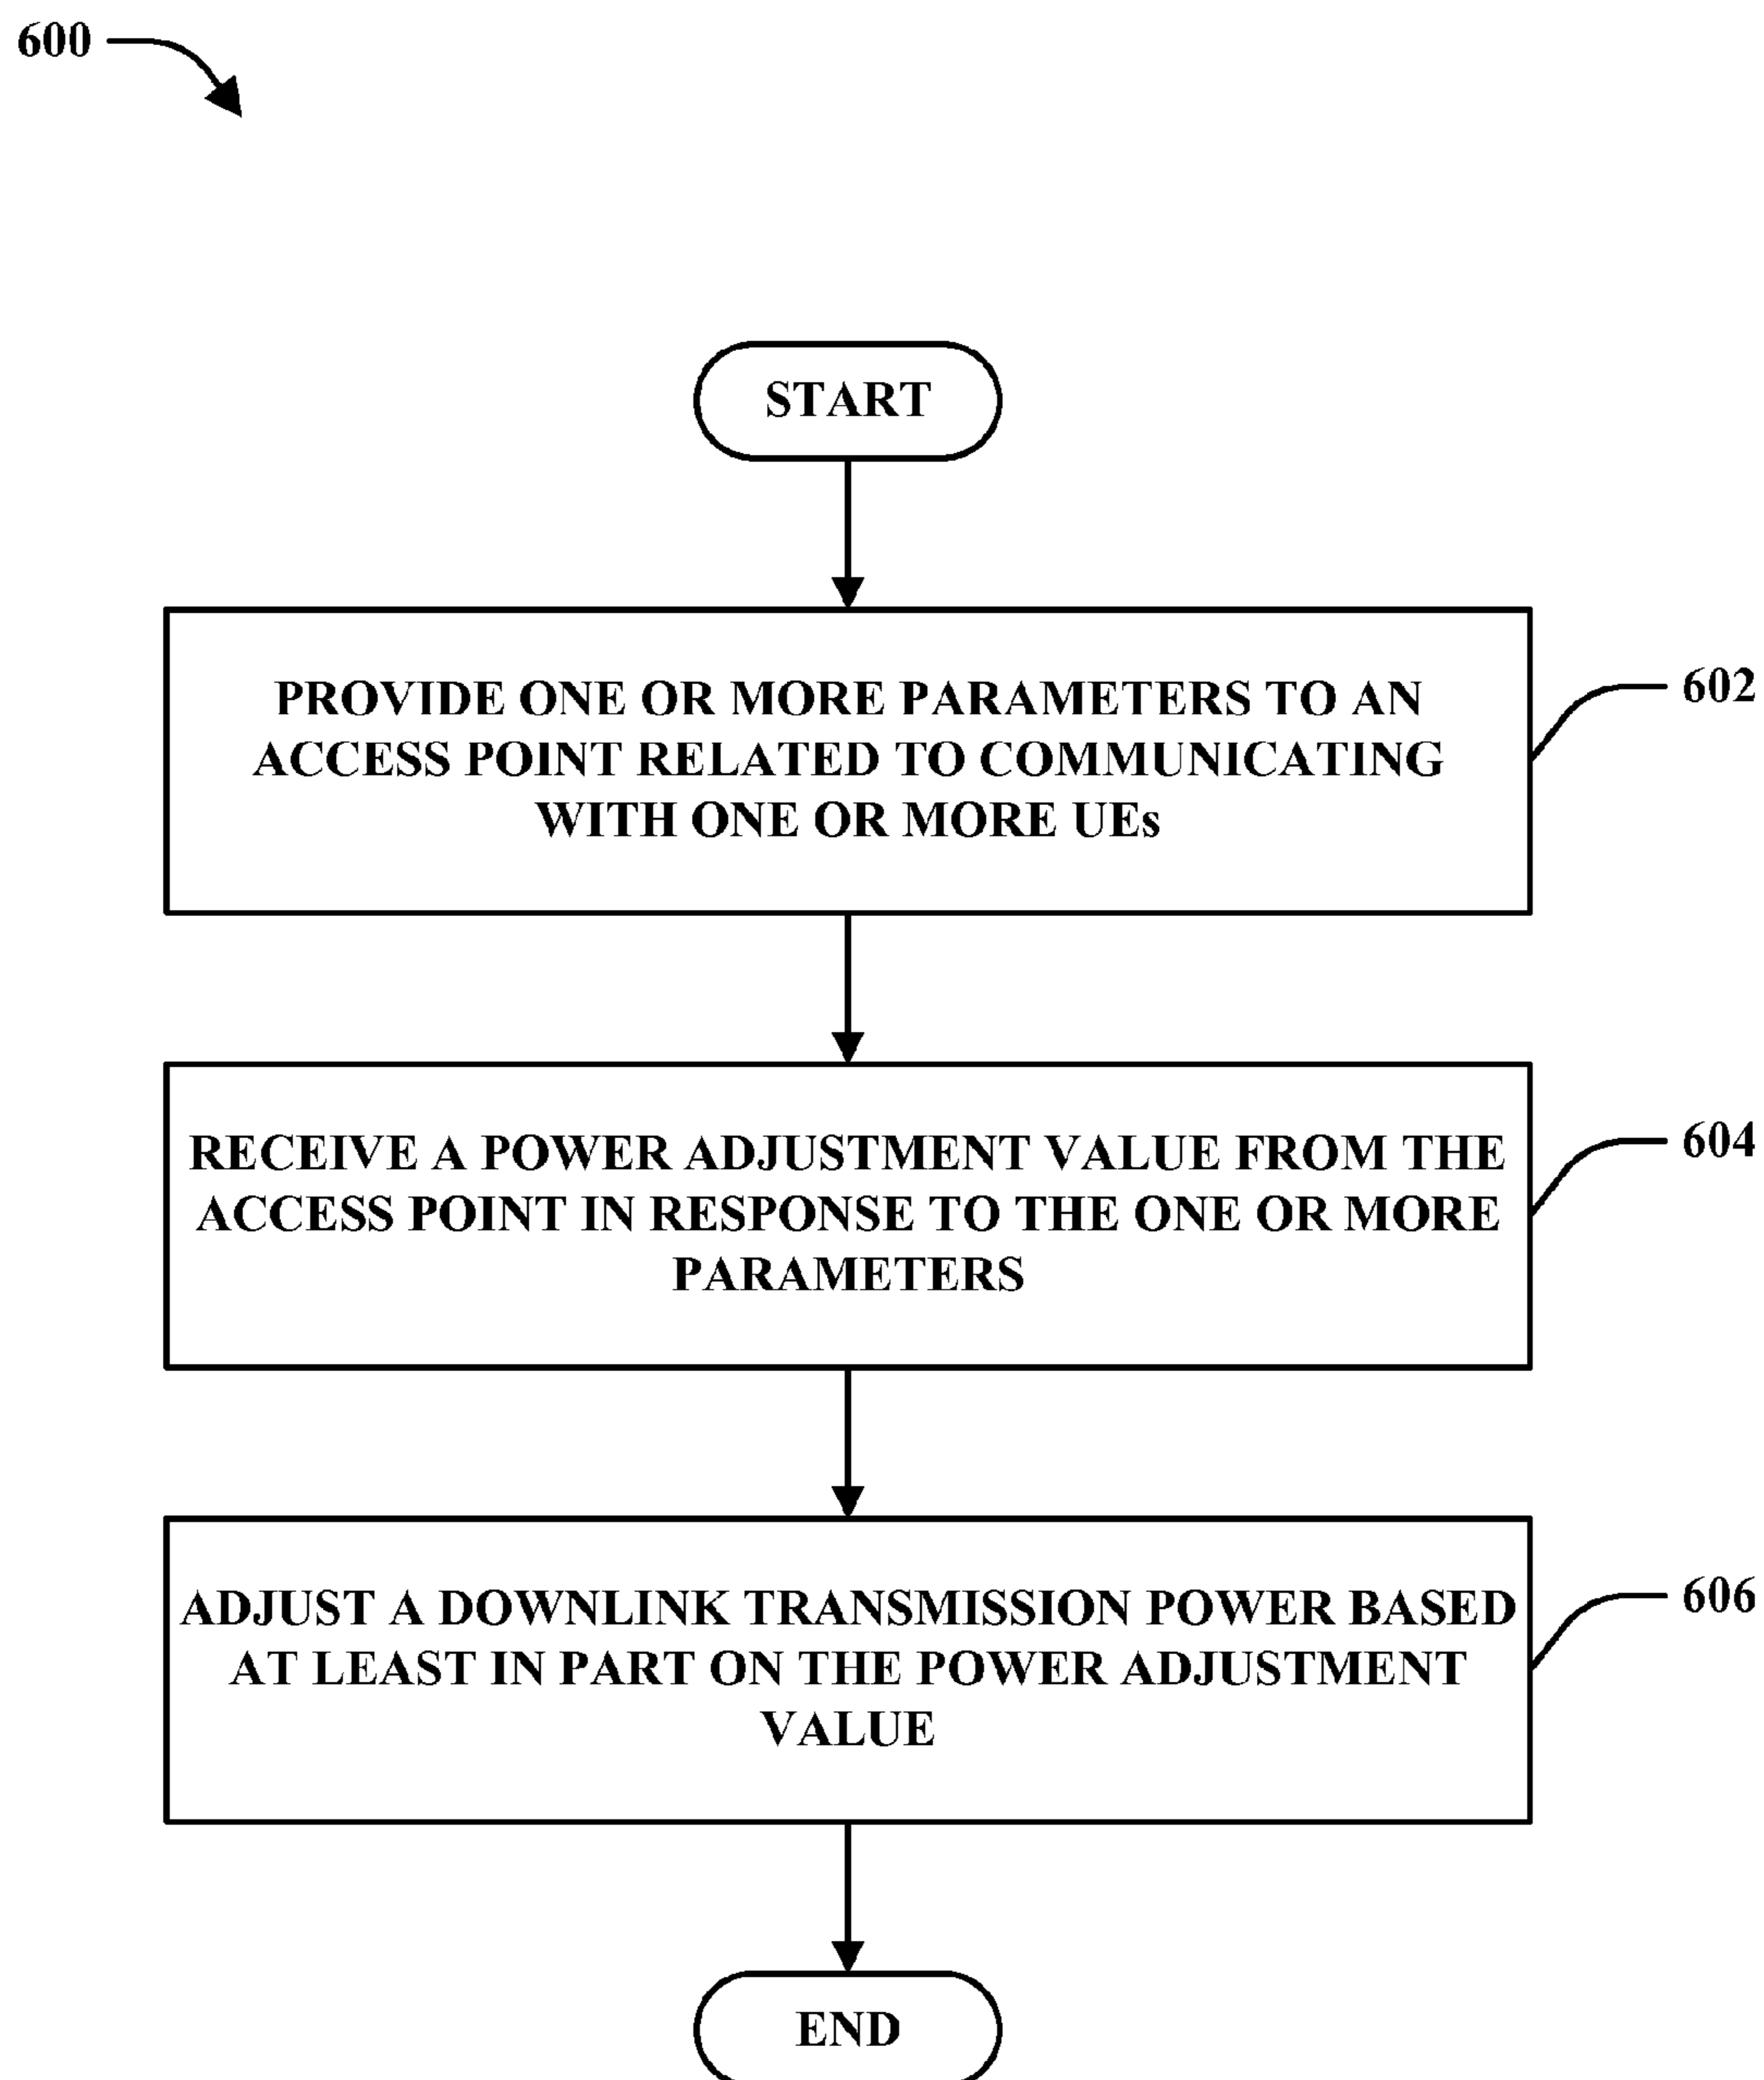 600
START
PROVIDE ONE OR MORE PARAMETERS TO AN
ACCESS POINT RELATED TO COMMUNICATING
WITH ONE OR MORE UEs
602
RECEIVE A POWER ADJUSTMENT VALUE FROM THE
ACCESS POINT IN RESPONSE TO THE ONE OR MORE
PARAMETERS
604
ADJUST A DOWNLINK TRANSMISSION POWER BASED
AT LEAST IN PART ON THE POWER ADJUSTMENT
VALUE
606
END